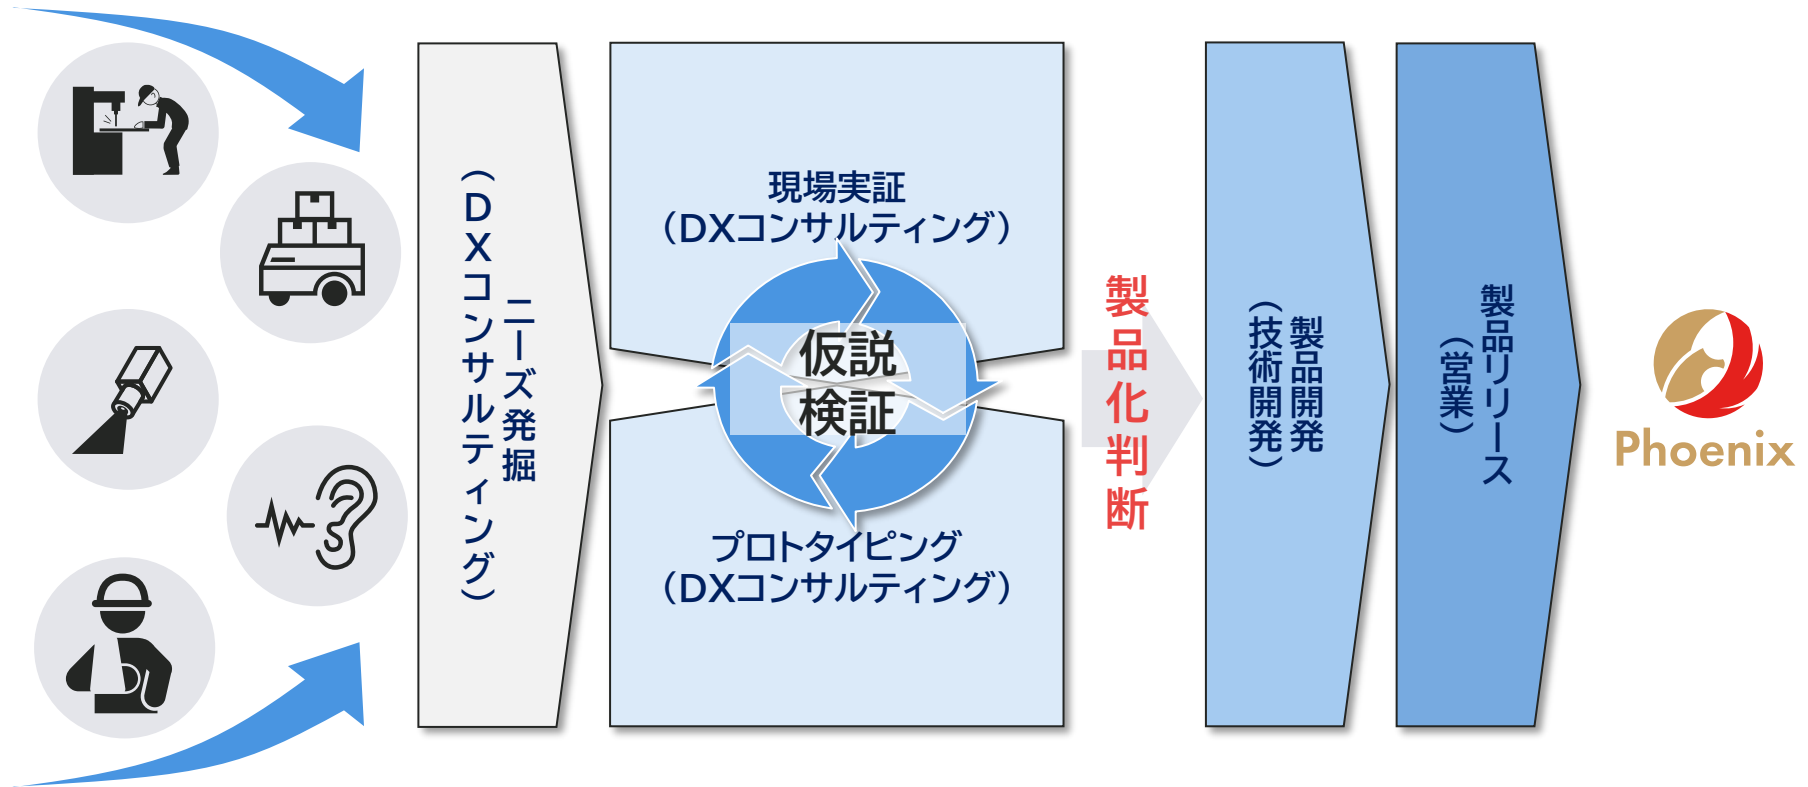 ニーズ発掘
（DXコンサルティング）
現場実証
（DXコンサルティング）
仮説
検証
プロトタイピング
（DXコンサルティング）
製品化判断
製品開発
（技術開発）
製品リリース
（営業）
Phoenix